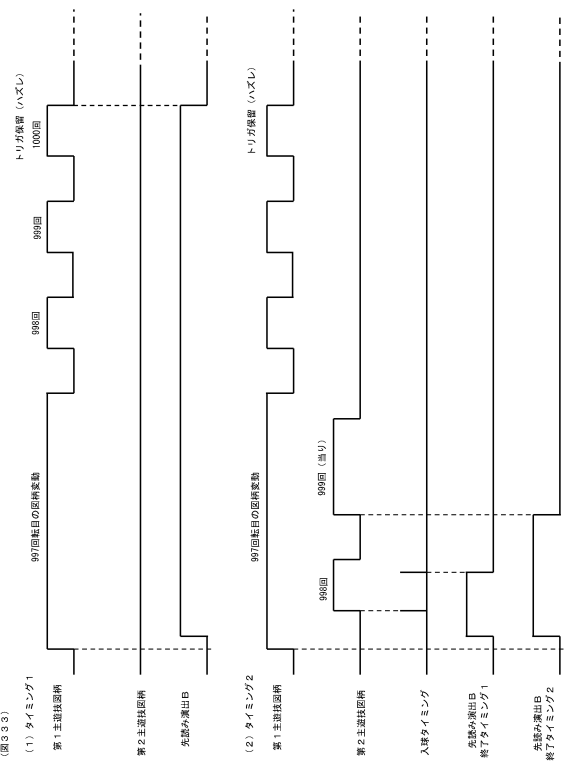 (図333)
(1) タイミング1
第1主遊技図柄
997回転目の図柄変動
998回
999回
1000回
トリガ保留(ハズレ)
第2主遊技図柄
先読み演出B
(2) タイミング2
第1主遊技図柄
997回転目の図柄変動
トリガ保留(ハズレ)
第2主遊技図柄
998回
999回(当り)
入球タイミング
先読み演出B
終了タイミング1
先読み演出B
終了タイミング2